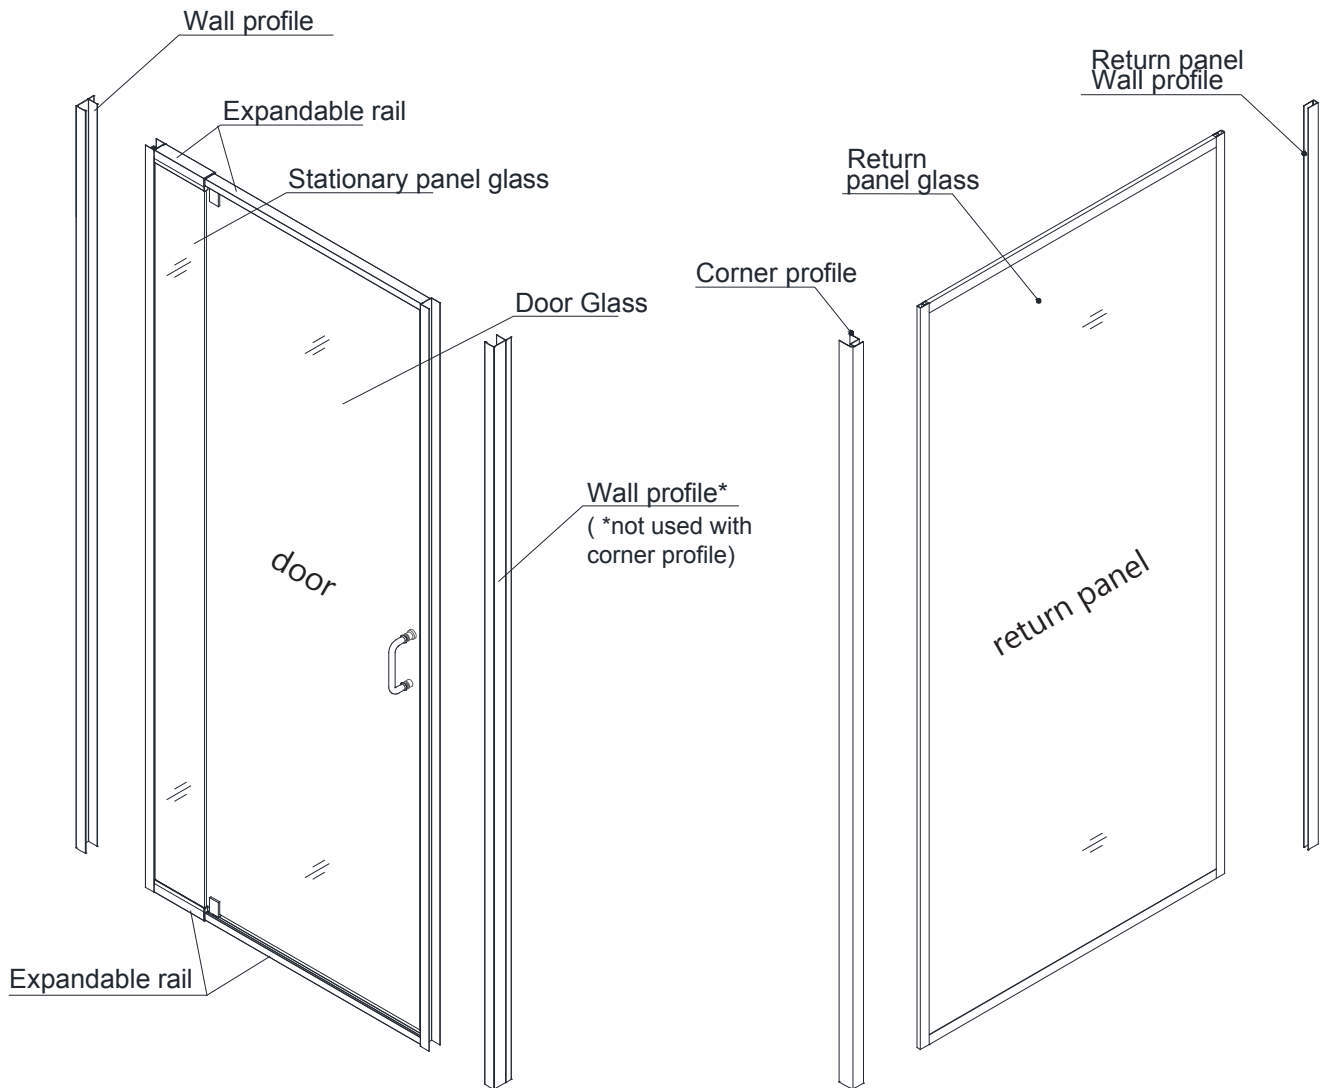 Wall profile
Expandable rail
Stationary panel glass
Door Glass
Wall profile*
( *not used with
corner profile)
door
Expandable rail
Return panel
Wall profile
Return
panel glass
Corner profile
return panel